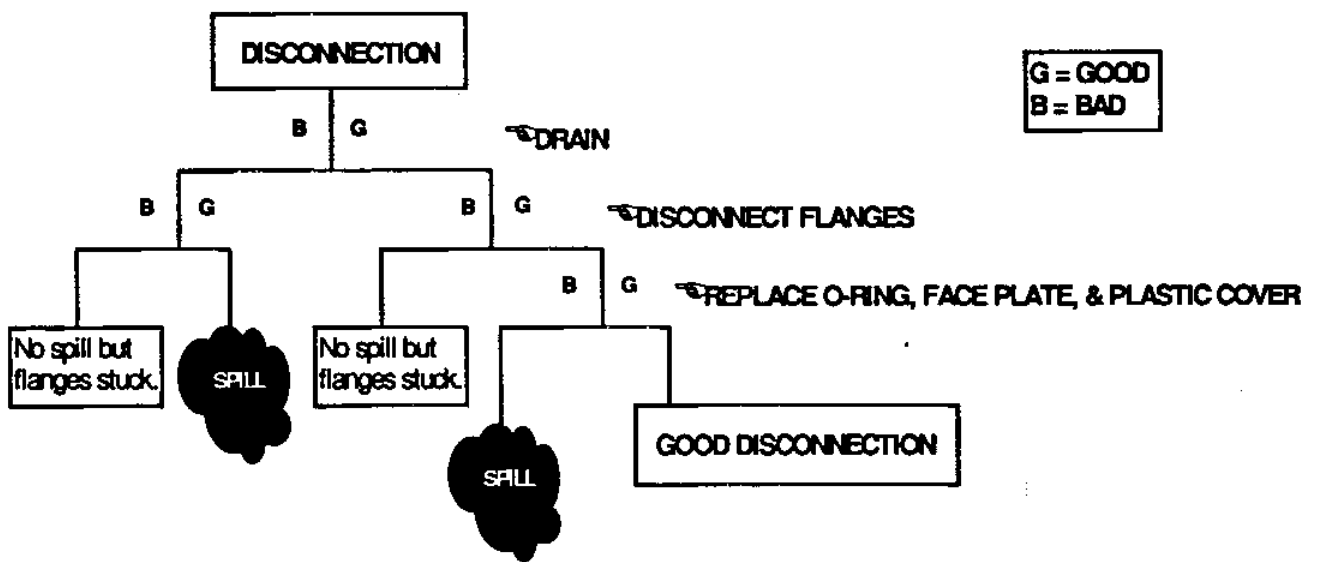 DISCONNECTION
G = GOOD
B = BAD
B G
DRAIN
B G
B G
DISCONNECT FLANGES
B G
REPLACE O-RING, FACE PLATE, & PLASTIC COVER
No spill but
flanges stuck.
SPILL
No spill but
flanges stuck.
SPILL
GOOD DISCONNECTION